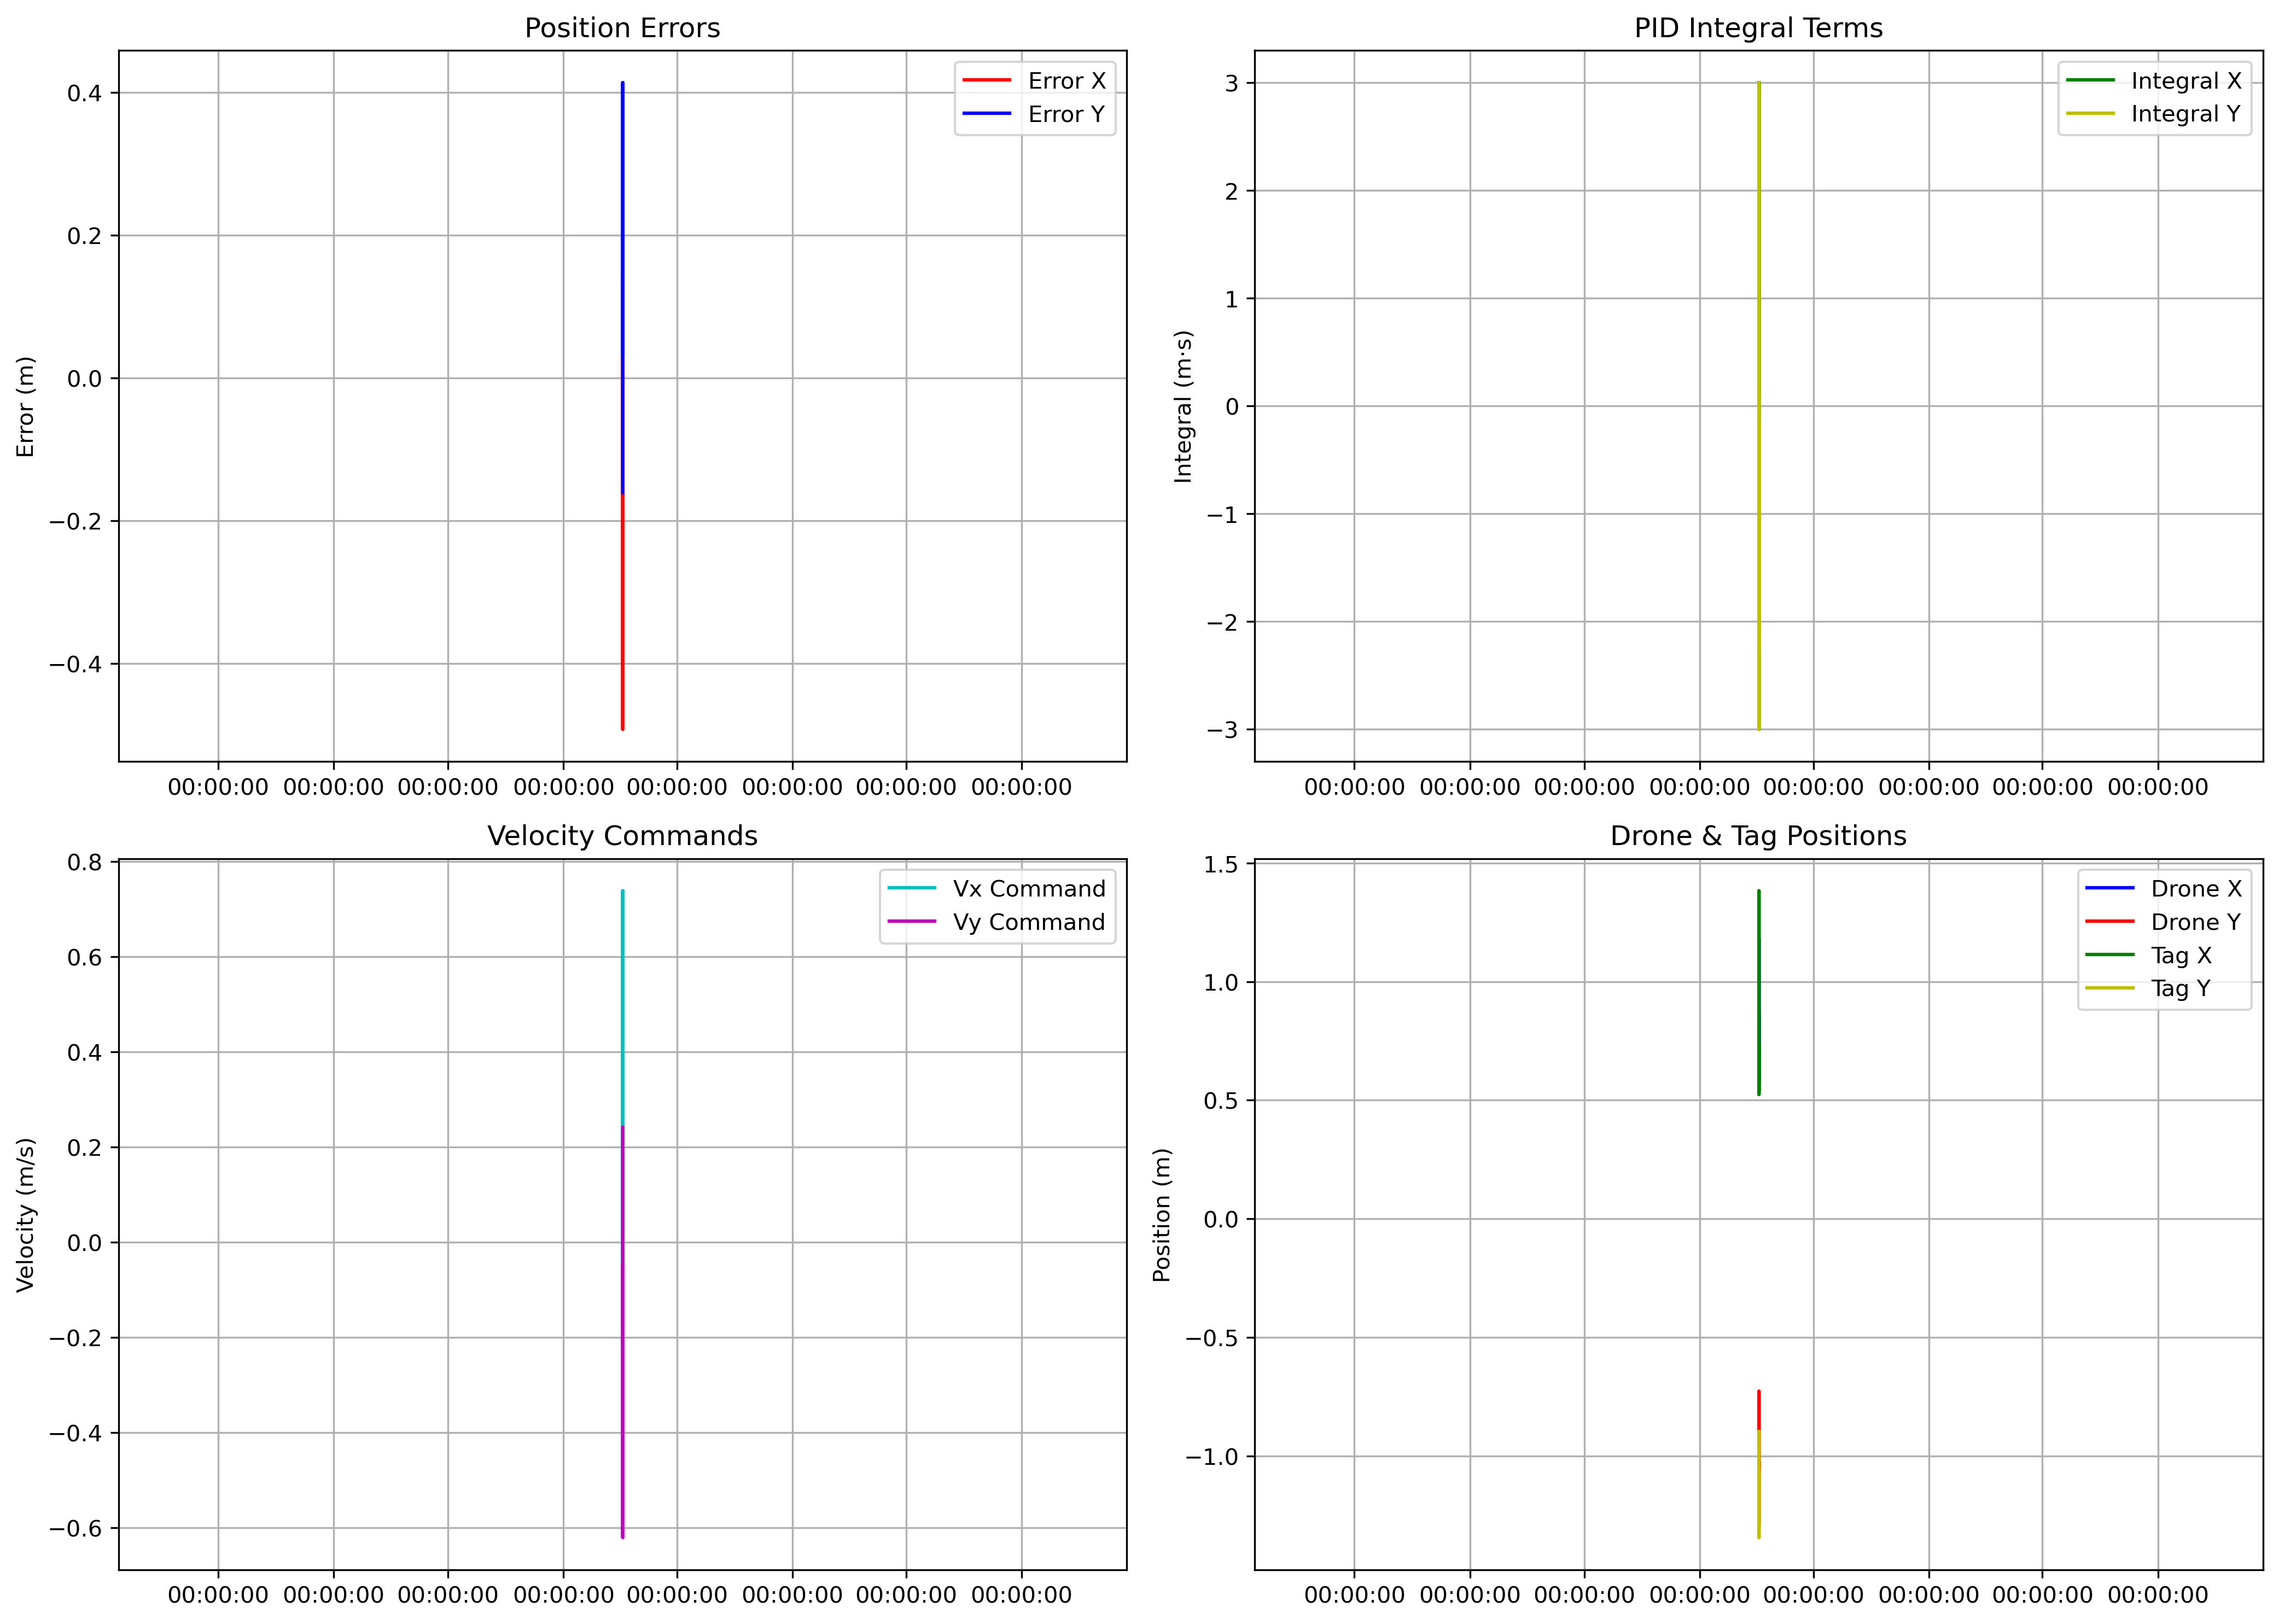 Position Errors
Error (m)
0.4
0.2
0.0
−0.2
−0.4
Error X
Error Y
00:00:00 00:00:00 00:00:00 00:00:00 00:00:00 00:00:00 00:00:00 00:00:00
PID Integral Terms
Integral (m·s)
3
2
1
0
−1
−2
−3
Integral X
Integral Y
00:00:00 00:00:00 00:00:00 00:00:00 00:00:00 00:00:00 00:00:00 00:00:00
Velocity Commands
Velocity (m/s)
0.8
0.6
0.4
0.2
0.0
−0.2
−0.4
−0.6
Vx Command
Vy Command
00:00:00 00:00:00 00:00:00 00:00:00 00:00:00 00:00:00 00:00:00 00:00:00
Drone & Tag Positions
Position (m)
1.5
1.0
0.5
0.0
−0.5
−1.0
Drone X
Drone Y
Tag X
Tag Y
00:00:00 00:00:00 00:00:00 00:00:00 00:00:00 00:00:00 00:00:00 00:00:00